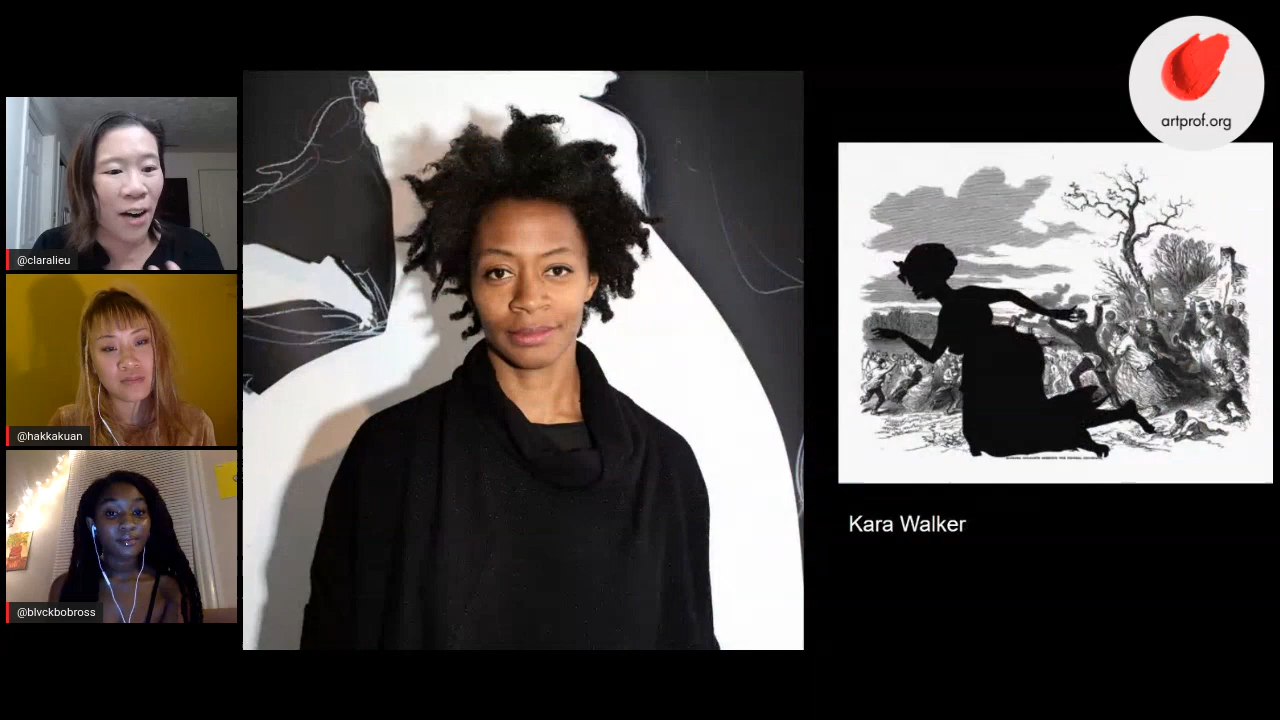 @claralieu
@hakkakuan
@blvckbobross
artprof.org
Kara Walker